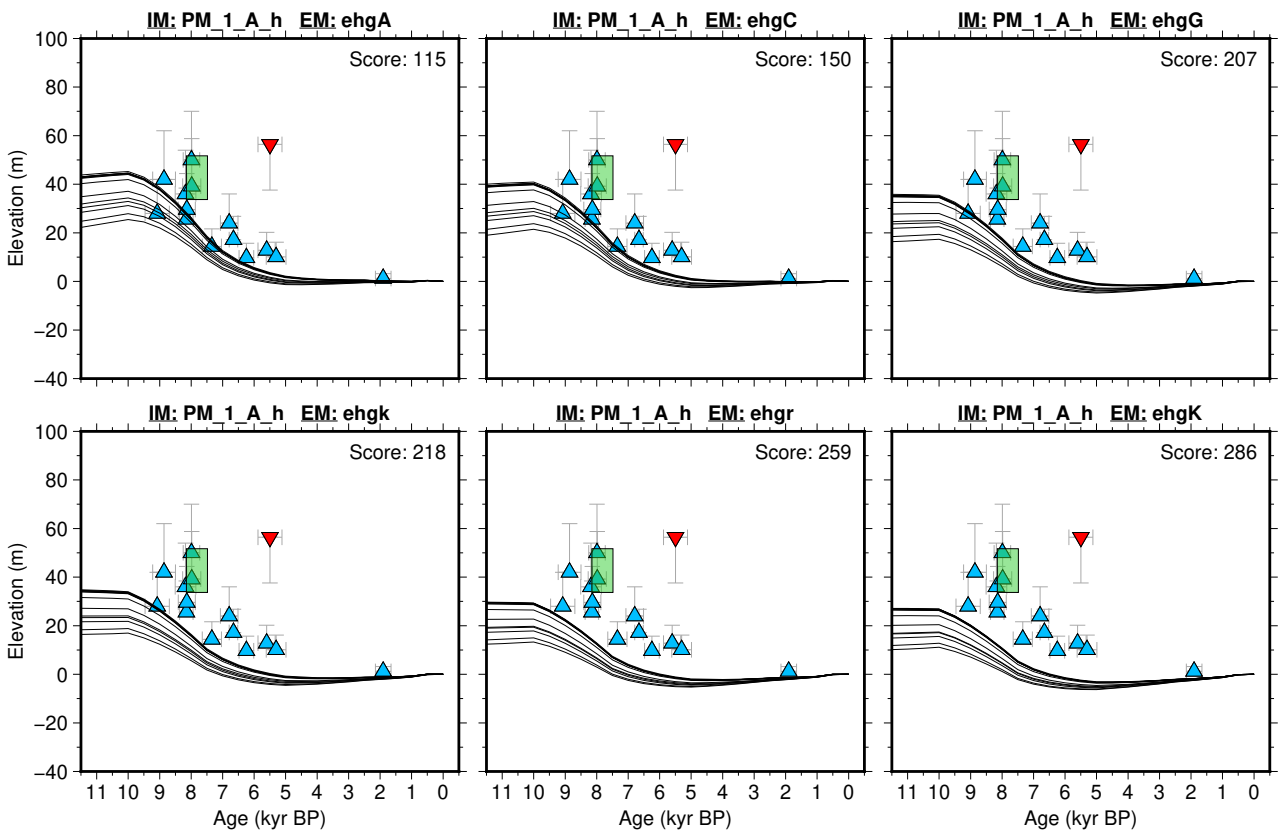 IM: PM_1_A_h EM: ehgA
IM: PM_1_A_h EM: ehgC
IM: PM_1_A_h EM: ehgG
Score: 115
Score: 150
Score: 207
Elevation (m)
100
80
60
40
20
0
−20
−40
IM: PM_1_A_h EM: ehgk
IM: PM_1_A_h EM: ehgr
IM: PM_1_A_h EM: ehgK
Score: 218
Score: 259
Score: 286
Elevation (m)
100
80
60
40
20
0
−20
−40
11 10 9 8 7 6 5 4 3 2 1 0
11 10 9 8 7 6 5 4 3 2 1 0
11 10 9 8 7 6 5 4 3 2 1 0
Age (kyr BP)
Age (kyr BP)
Age (kyr BP)